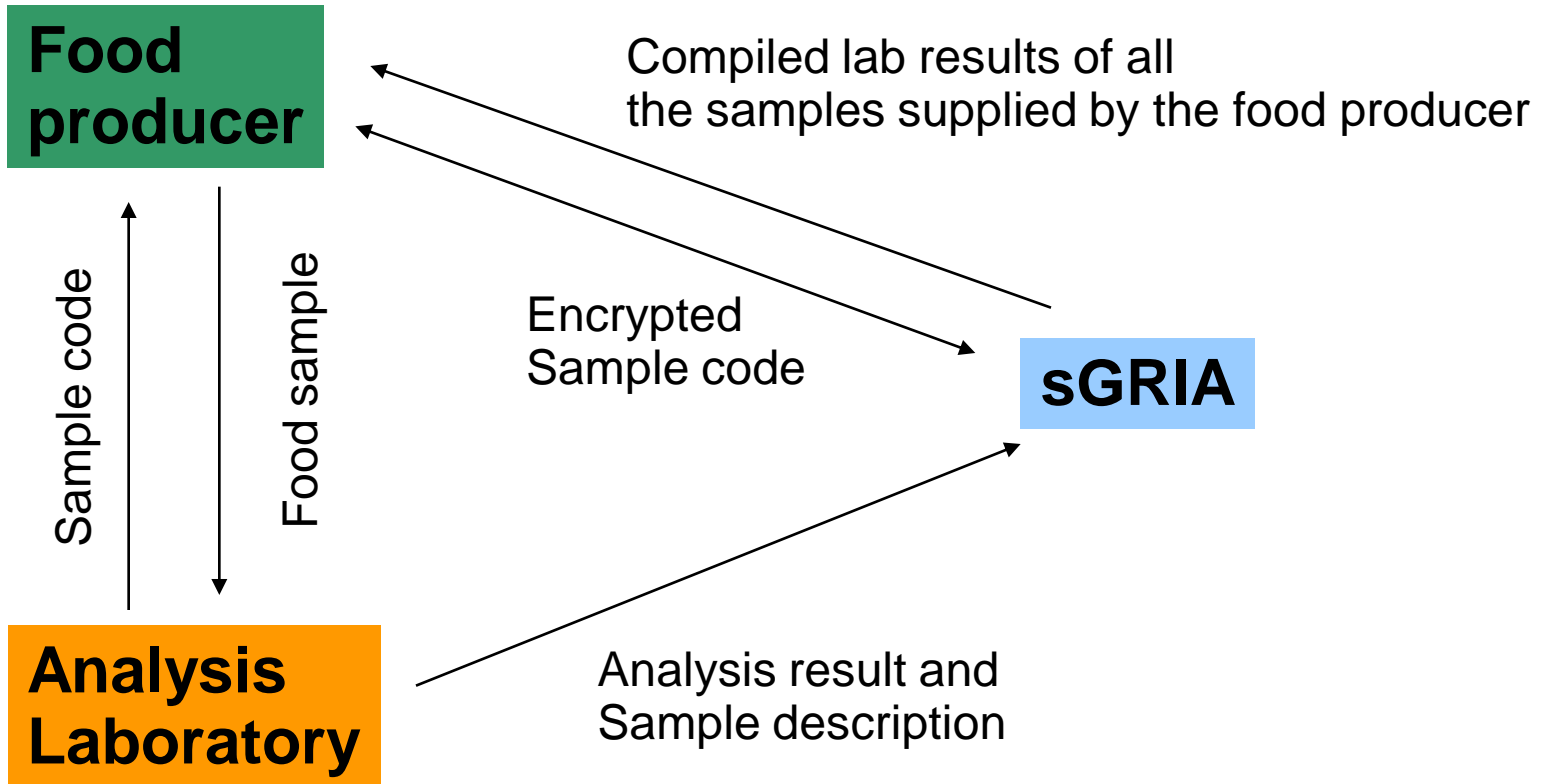 Food
producer
Compiled lab results of all
the samples supplied by the food producer
Sample code
Food sample
Encrypted
Sample code
sGRIA
Analysis
Laboratory
Analysis result and
Sample description